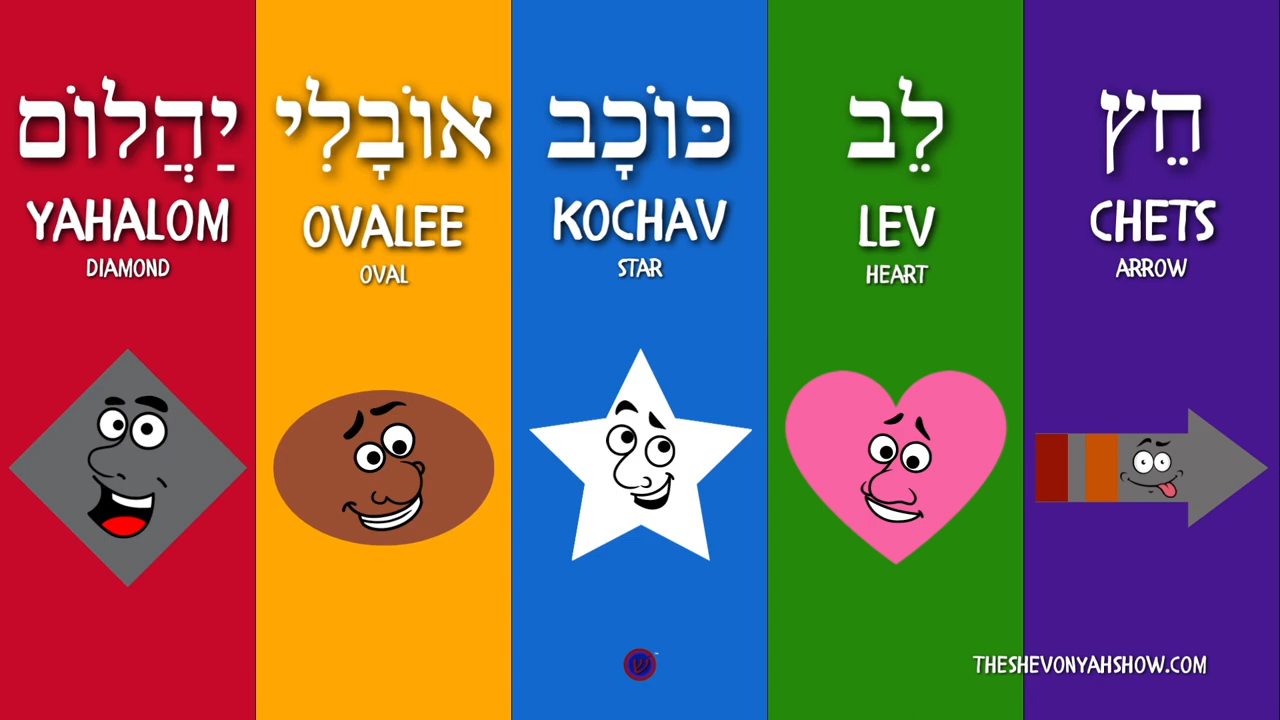 יַהֲלוֹם
YAHALOM
DIAMOND
אוֹבָלִי
OVALEE
OVAL
כּוֹכָב
KOCHAV
STAR
לֵב
LEV
HEART
חֵץ
CHETS
ARROW
ש
THESHEVONYAHSHOW.COM